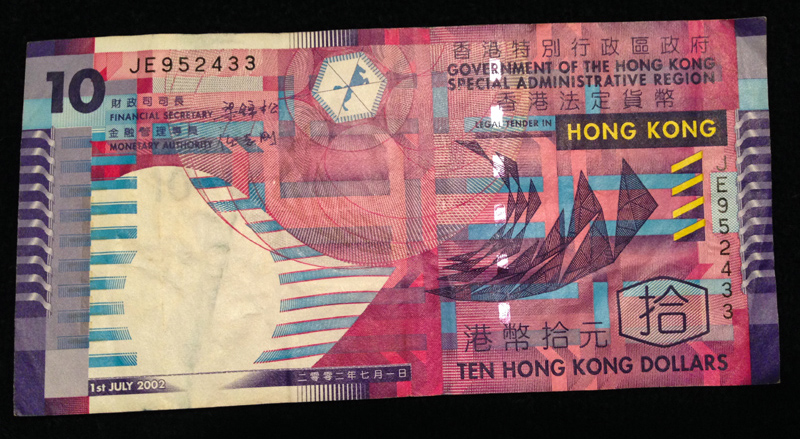 10
JE952433
財政司司長
FINANCIAL SECRETARY
金融管理專員
MONETARY AUTHORITY
香港特別行政區政府
GOVERNMENT OF THE HONG KONG
SPECIAL ADMINISTRATIVE REGION
香港法定貨幣
LEGAL TENDER IN HONG KONG
JE952433
港幣拾元
拾
TEN HONG KONG DOLLARS
1st JULY 2002
二零零二年七月一日